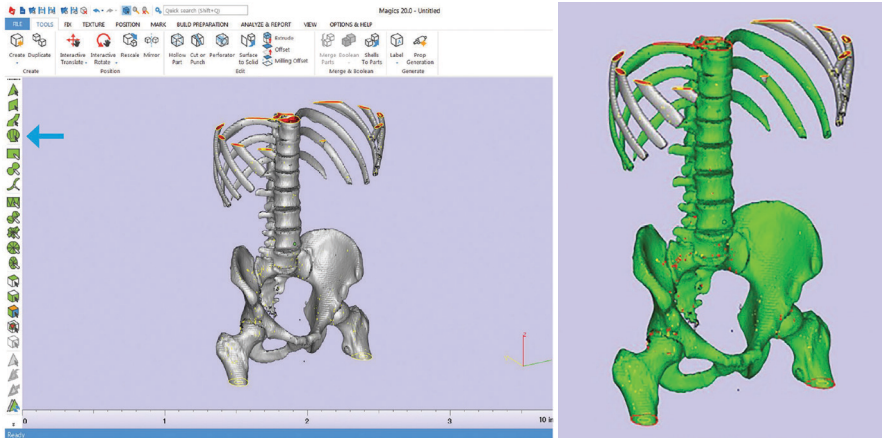 Quick search (Shift+Q)
Magics 20.0 - Untitled
FILE TOOLS FIX TEXTURE POSITION MARK BUILD PREPARATION ANALYZE & REPORT VIEW OPTIONS & HELP
Create Duplicate Interactive Translate Interactive Rotate Rescale Mirror Hollow Part Cut or Punch Perforator Surface to Solid Extrude Offset Milling Offset Merge Parts Boolean Shells To Parts Label Prop Generation
Create Position Edit Merge & Boolean Generate
z
0 1 2 3 10 in
Ready